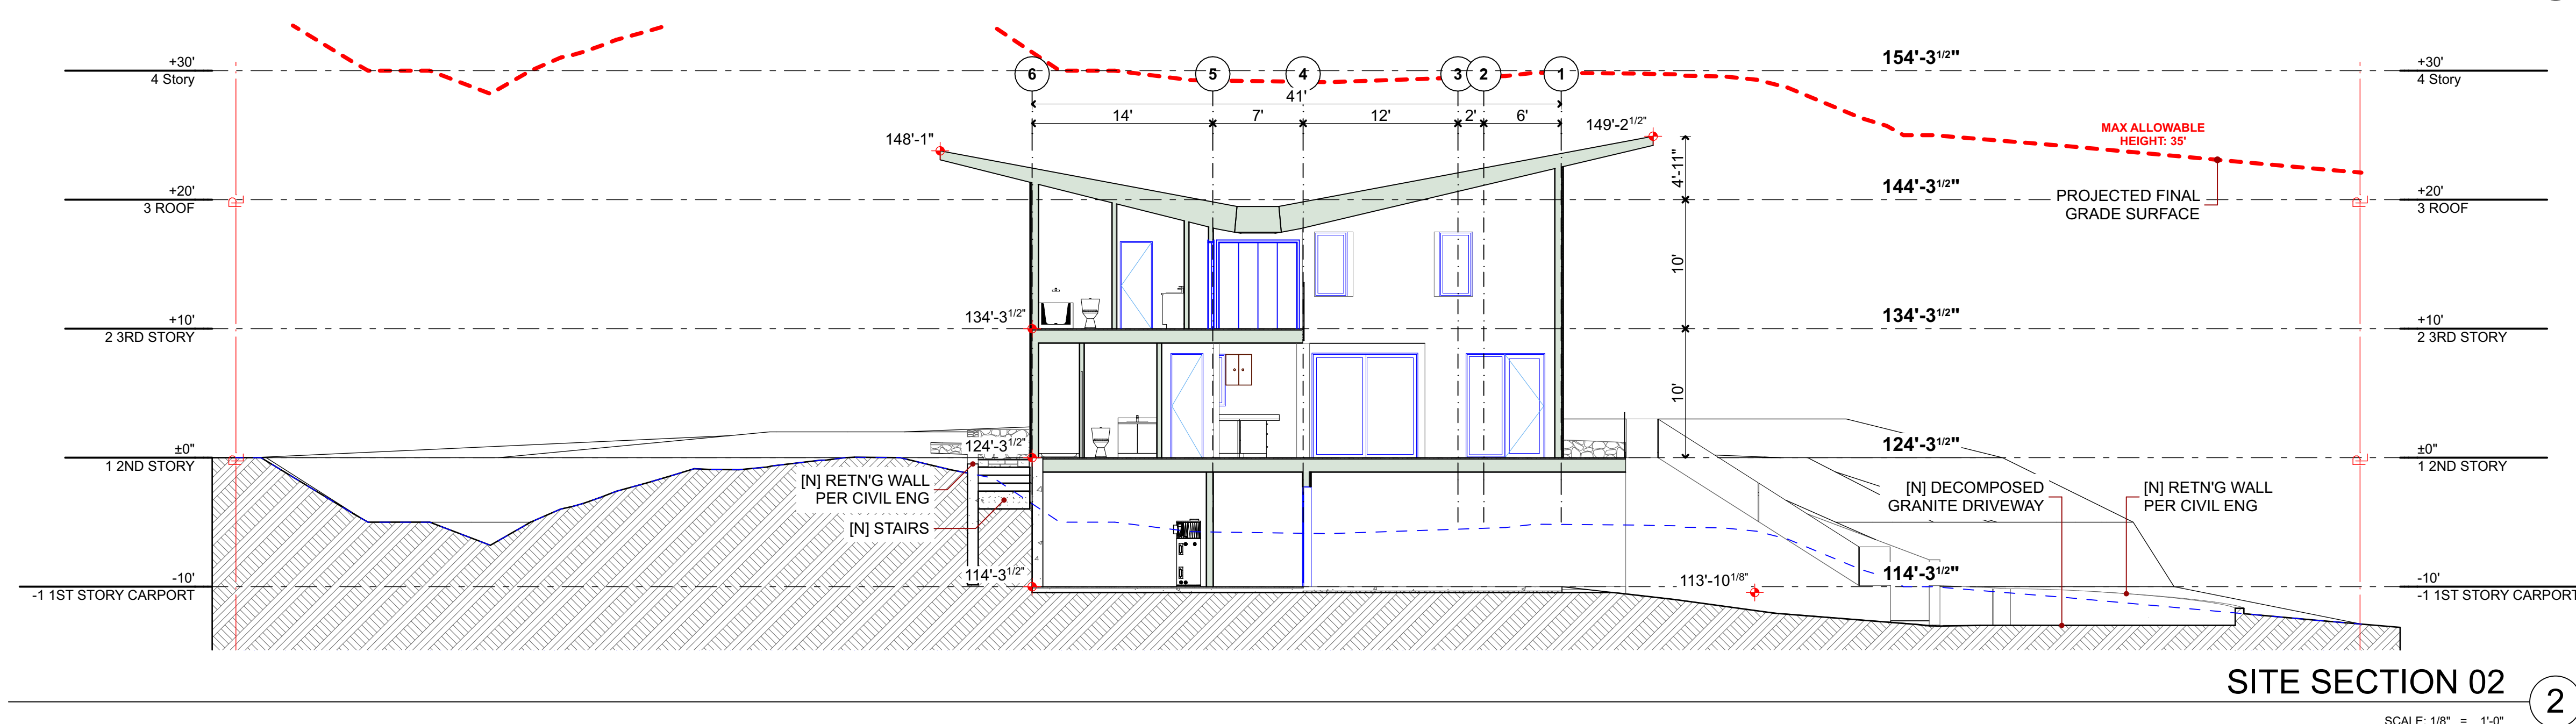 +30'
4 Story
6
5
4
3
2
1
154'-3 1/2"
+30'
4 Story
41'
14'
7'
12'
2'
6'
148'-1"
149'-2 1/2"
MAX ALLOWABLE
HEIGHT: 35'
4'-11"
+20'
3 ROOF
144'-3 1/2"
PROJECTED FINAL
GRADE SURFACE
+20'
3 ROOF
PL
PL
10'
+10'
2 3RD STORY
134'-3 1/2"
134'-3 1/2"
+10'
2 3RD STORY
10'
±0"
1 2ND STORY
PL
124'-3 1/2"
124'-3 1/2"
PL
±0"
1 2ND STORY
[N] RETN'G WALL
PER CIVIL ENG
[N] STAIRS
[N] DECOMPOSED
GRANITE DRIVEWAY
[N] RETN'G WALL
PER CIVIL ENG
-10'
-1 1ST STORY CARPORT
114'-3 1/2"
113'-10 1/8"
114'-3 1/2"
-10'
-1 1ST STORY CARPORT
SITE SECTION 02
2
SCALE: 1/8" = 1'-0"